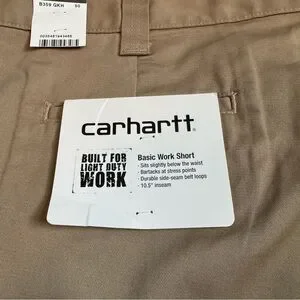 B359 GKH 50
carhartt
BUILT FOR
LIGHT DUTY
WORK
Basic Work Short
- Sits slightly below the waist
- Bartacks at stress points
- Durable side-seam belt loops
- 10.5" inseam